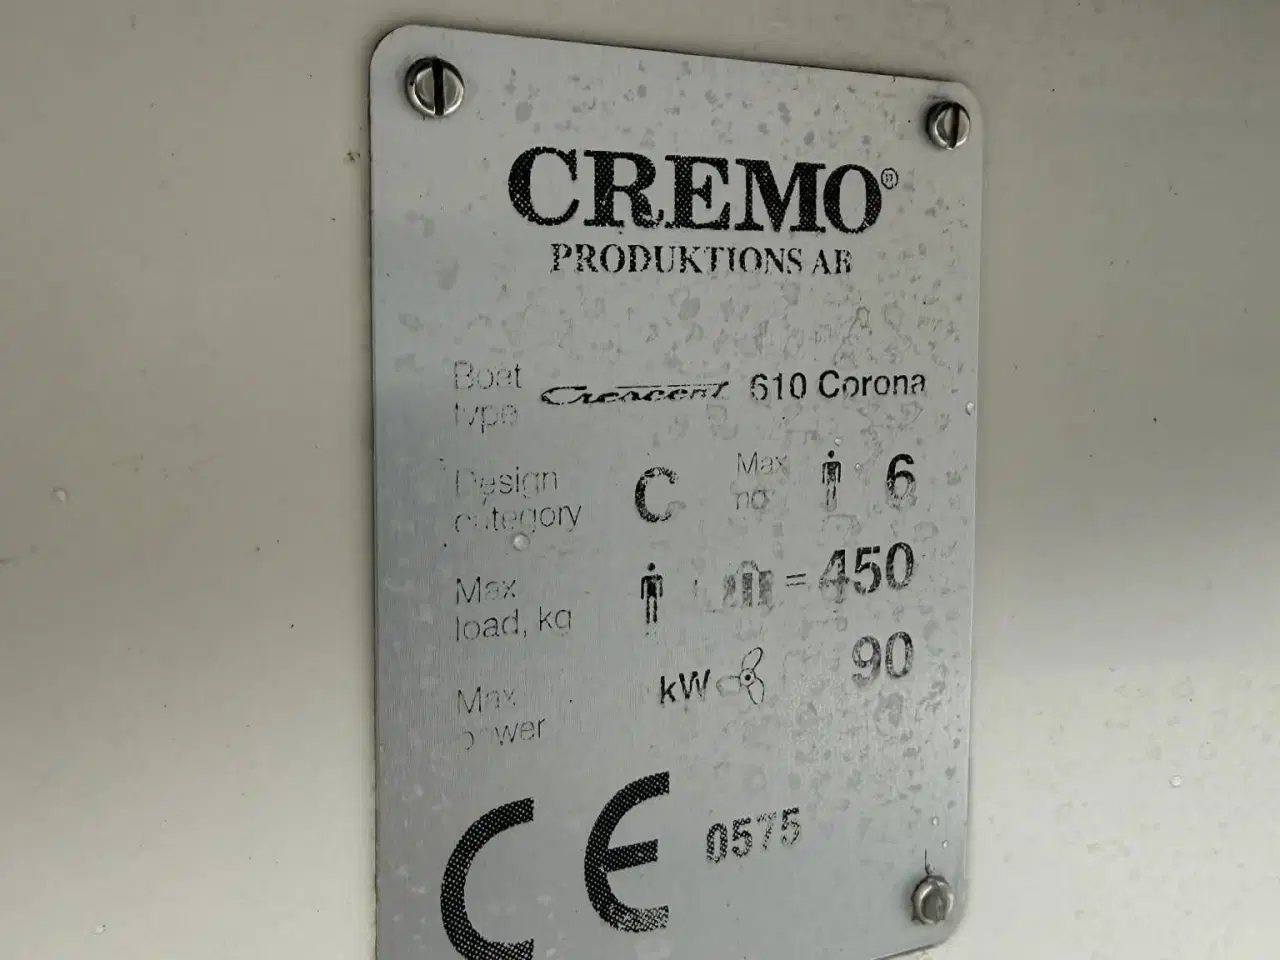 CREMO®
PRODUKTIONS AB
Boat type Crescent 610 Corona
Design category C Max no. 6
Max load, kg = 450
Max power kW 90
CE 0575